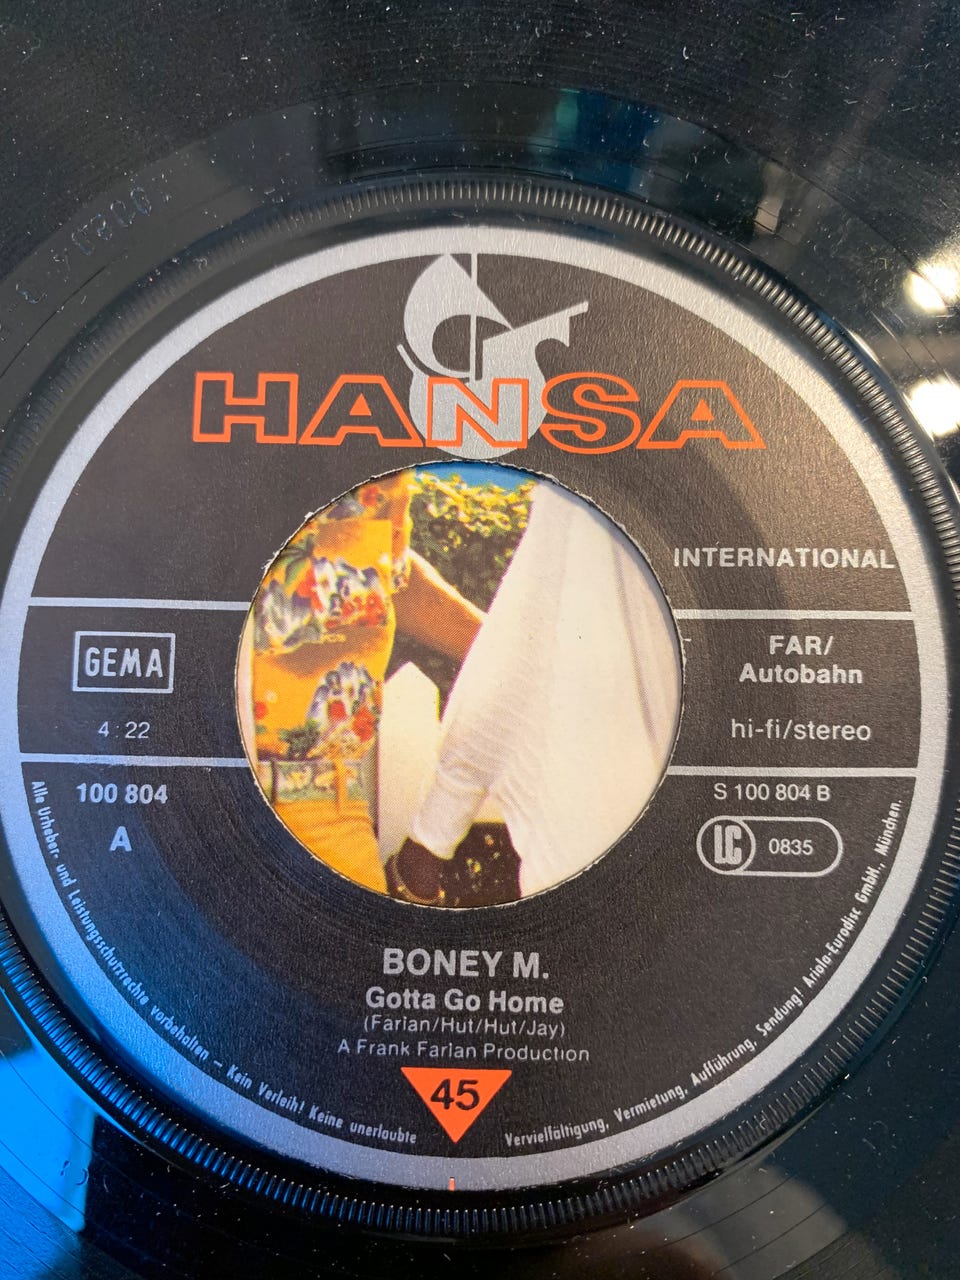 HANSA
INTERNATIONAL
GEMA
4:22
FAR/
Autobahn
hi-fi/stereo
100 804
A
S 100 804 B
LC 0835
BONEY M.
Gotta Go Home
(Farian/Hut/Hut/Jay)
A Frank Farian Production
45
Alle Urheber- und Leistungsschutzrechte vorbehalten – Kein Verleih! Keine unerlaubte Vervielfältigung, Vermietung, Aufführung, Sendung! Ariola-Eurodisc GmbH., München.